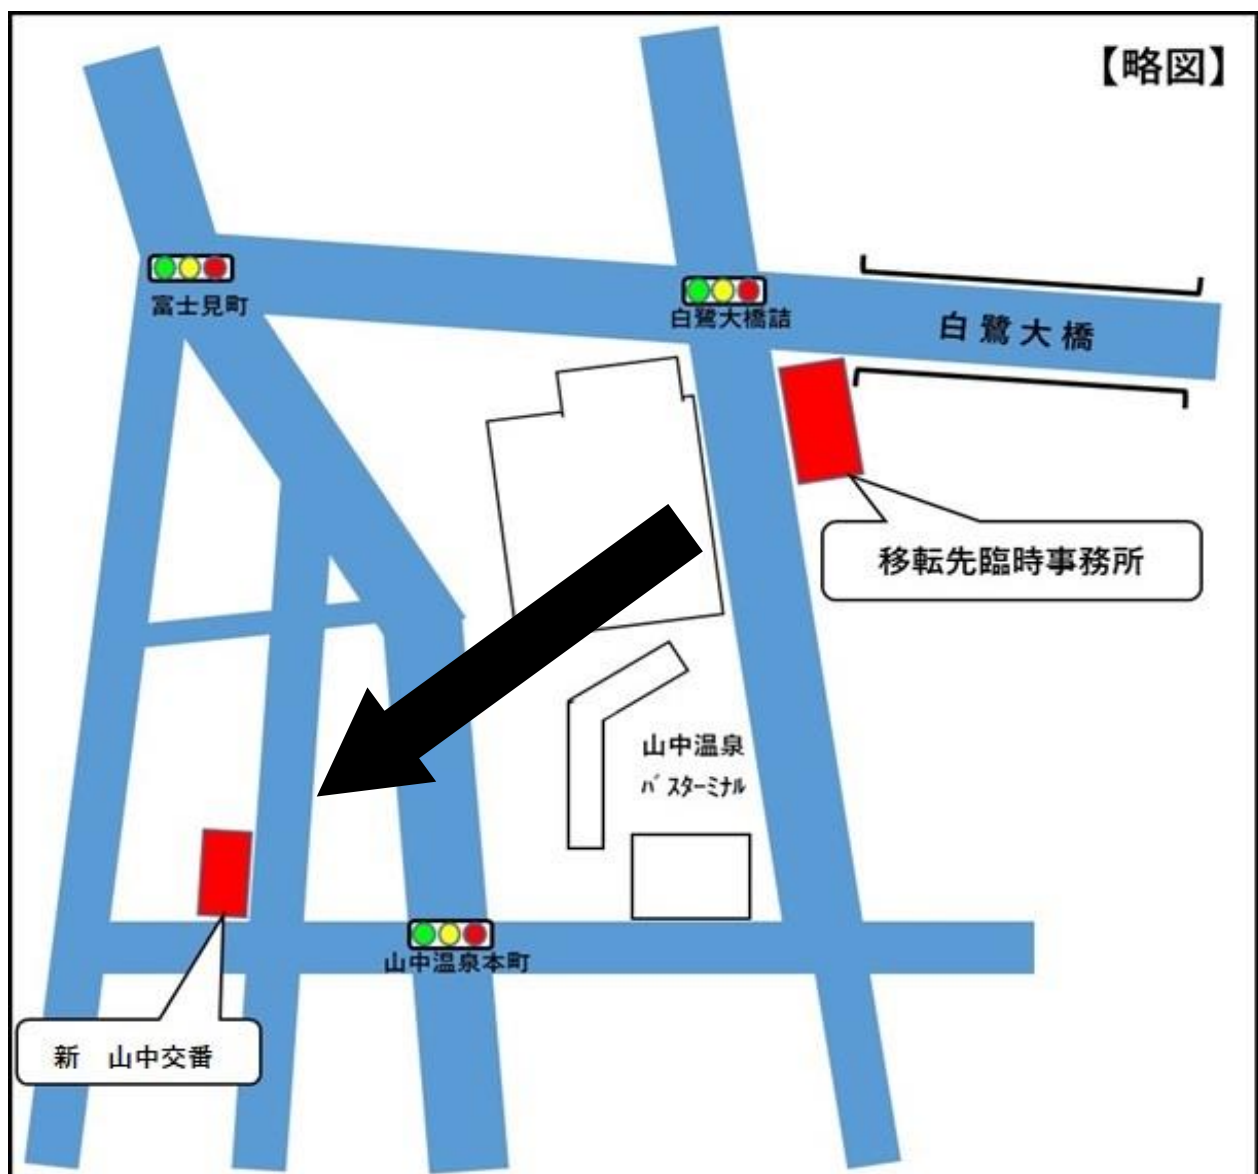 【略図】
富士見町
白鷺大橋詰
白鷺大橋
移転先臨時事務所
山中温泉
ﾊﾞｽﾀｰﾐﾅﾙ
山中温泉本町
新　山中交番